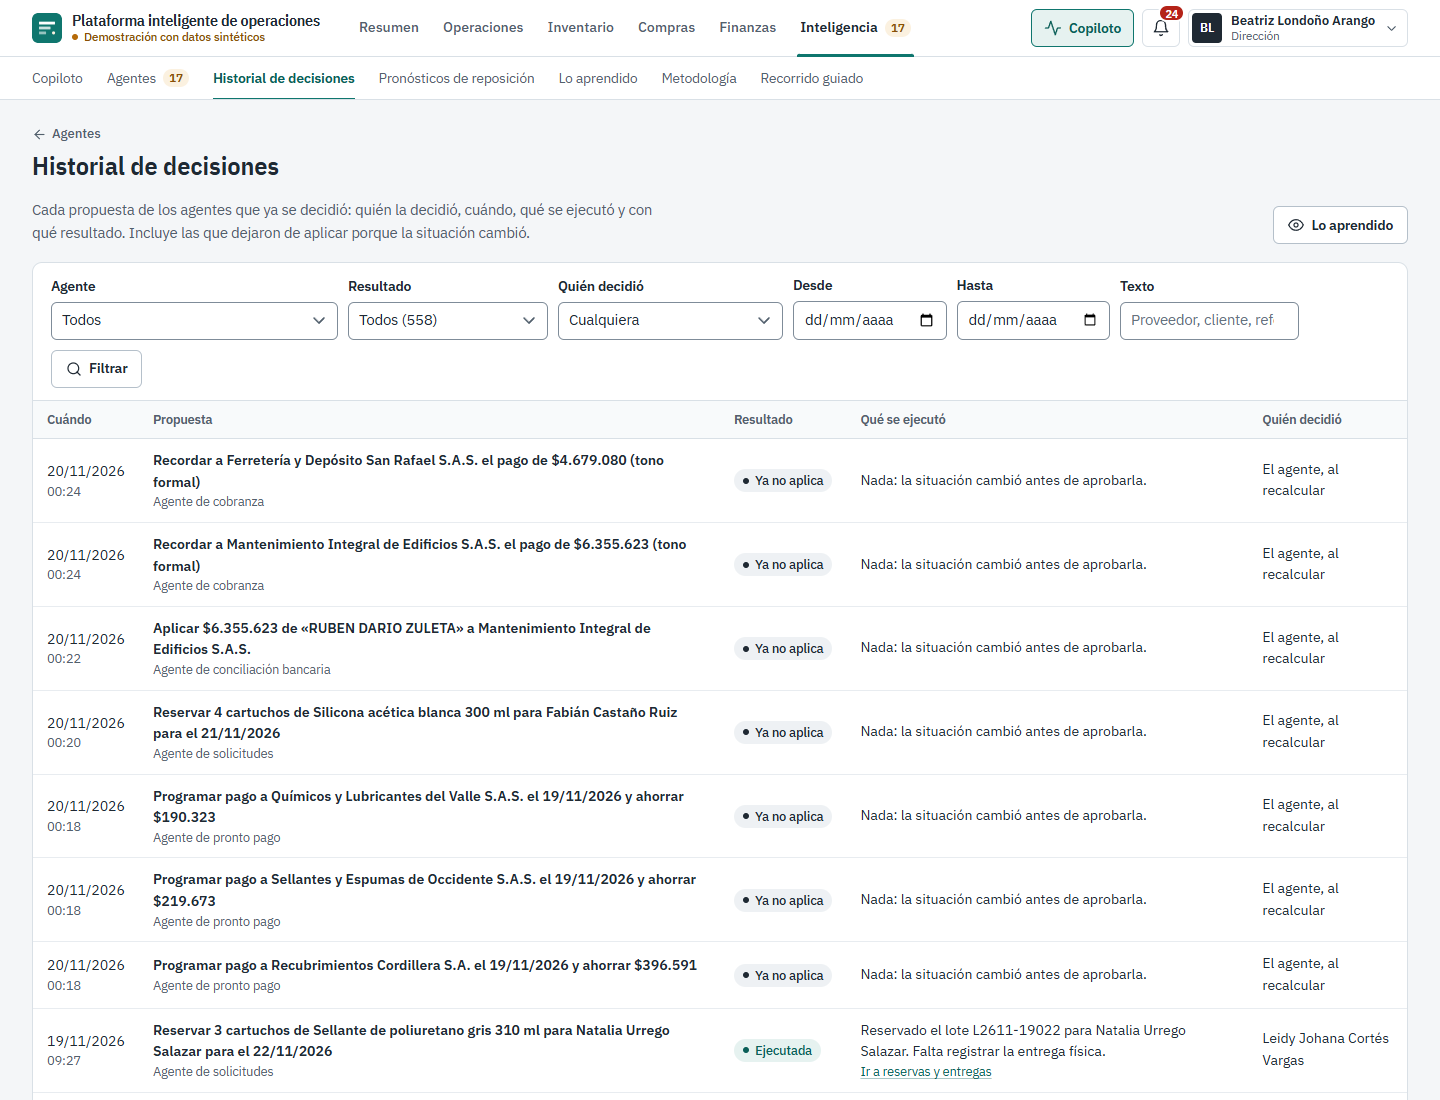 Plataforma inteligente de operaciones
Demostración con datos sintéticos
Resumen
Operaciones
Inventario
Compras
Finanzas
Inteligencia 17
Copiloto
24
BL
Beatriz Londoño Arango
Dirección
Copiloto
Agentes 17
Historial de decisiones
Pronósticos de reposición
Lo aprendido
Metodología
Recorrido guiado
Agentes
Historial de decisiones
Cada propuesta de los agentes que ya se decidió: quién la decidió, cuándo, qué se ejecutó y con
qué resultado. Incluye las que dejaron de aplicar porque la situación cambió.
Lo aprendido
Agente
Resultado
Quién decidió
Desde
Hasta
Texto
Todos
Todos (558)
Cualquiera
dd/mm/aaaa
dd/mm/aaaa
Proveedor, cliente, ref
Filtrar
Cuándo
Propuesta
Resultado
Qué se ejecutó
Quién decidió
20/11/2026
00:24
Recordar a Ferretería y Depósito San Rafael S.A.S. el pago de $4.679.080 (tono
formal)
Agente de cobranza
Ya no aplica
Nada: la situación cambió antes de aprobarla.
El agente, al
recalcular
20/11/2026
00:24
Recordar a Mantenimiento Integral de Edificios S.A.S. el pago de $6.355.623 (tono
formal)
Agente de cobranza
Ya no aplica
Nada: la situación cambió antes de aprobarla.
El agente, al
recalcular
20/11/2026
00:22
Aplicar $6.355.623 de «RUBEN DARIO ZULETA» a Mantenimiento Integral de
Edificios S.A.S.
Agente de conciliación bancaria
Ya no aplica
Nada: la situación cambió antes de aprobarla.
El agente, al
recalcular
20/11/2026
00:20
Reservar 4 cartuchos de Silicona acética blanca 300 ml para Fabián Castaño Ruiz
para el 21/11/2026
Agente de solicitudes
Ya no aplica
Nada: la situación cambió antes de aprobarla.
El agente, al
recalcular
20/11/2026
00:18
Programar pago a Químicos y Lubricantes del Valle S.A.S. el 19/11/2026 y ahorrar
$190.323
Agente de pronto pago
Ya no aplica
Nada: la situación cambió antes de aprobarla.
El agente, al
recalcular
20/11/2026
00:18
Programar pago a Sellantes y Espumas de Occidente S.A.S. el 19/11/2026 y ahorrar
$219.673
Agente de pronto pago
Ya no aplica
Nada: la situación cambió antes de aprobarla.
El agente, al
recalcular
20/11/2026
00:18
Programar pago a Recubrimientos Cordillera S.A. el 19/11/2026 y ahorrar $396.591
Agente de pronto pago
Ya no aplica
Nada: la situación cambió antes de aprobarla.
El agente, al
recalcular
19/11/2026
09:27
Reservar 3 cartuchos de Sellante de poliuretano gris 310 ml para Natalia Urrego
Salazar para el 22/11/2026
Agente de solicitudes
Ejecutada
Reservado el lote L2611-19022 para Natalia Urrego
Salazar. Falta registrar la entrega física.
Ir a reservas y entregas
Leidy Johana Cortés
Vargas